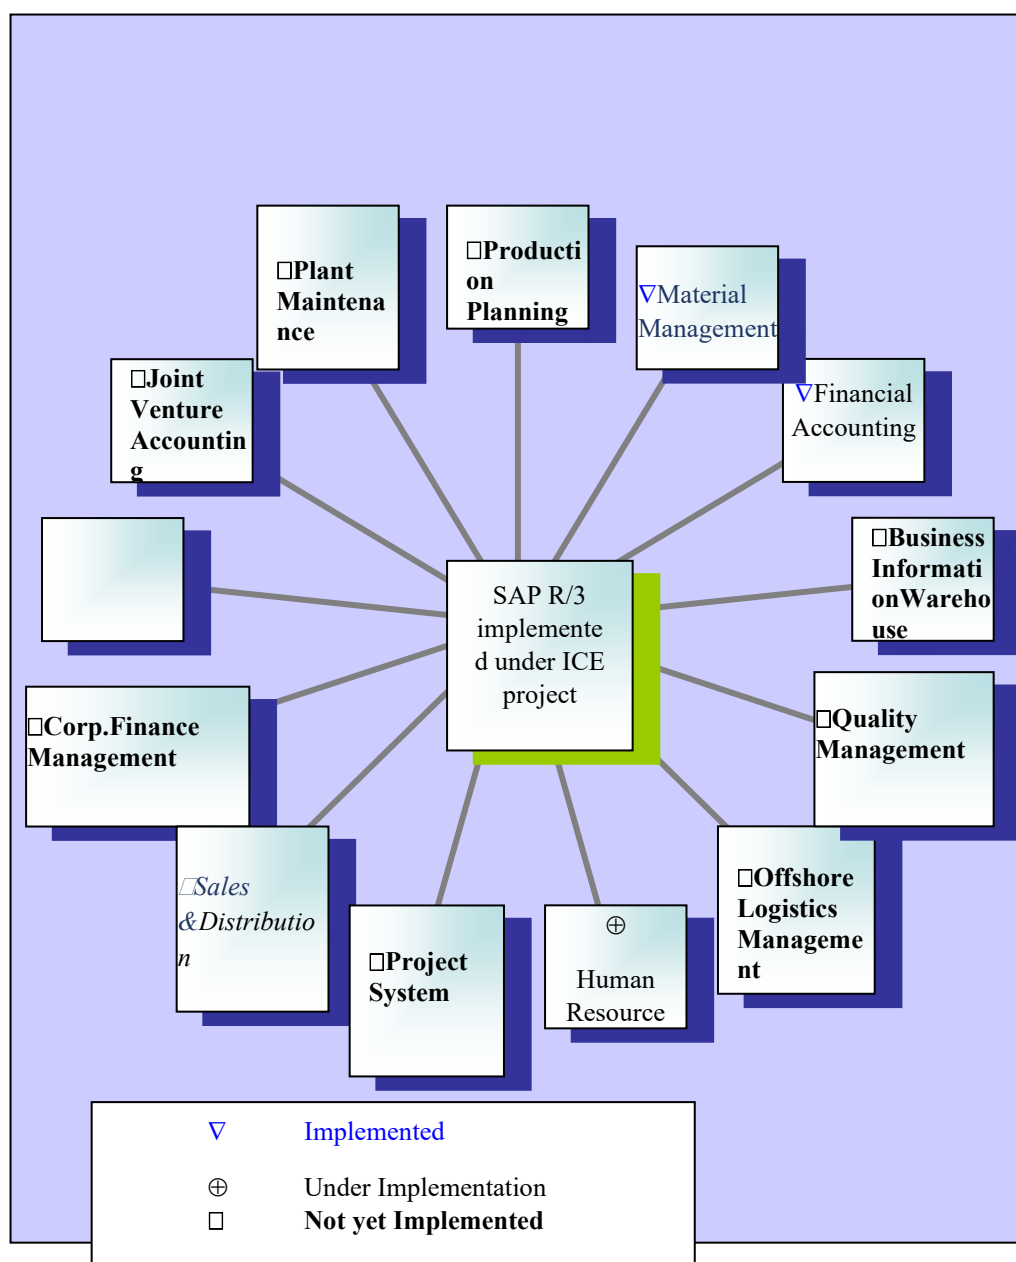 □Plant
Maintena
nce
□Producti
on
Planning
∇Material
Management
□Joint
Venture
Accountin
g
∇Financial
Accounting
□Business
Informati
onWareho
use
SAP R/3
implemente
d under ICE
project
□Corp.Finance
Management
□Quality
Management
□Sales
&Distributio
n
□Project
System
⊕
Human
Resource
□Offshore
Logistics
Manageme
nt
∇ Implemented
⊕ Under Implementation
□ Not yet Implemented